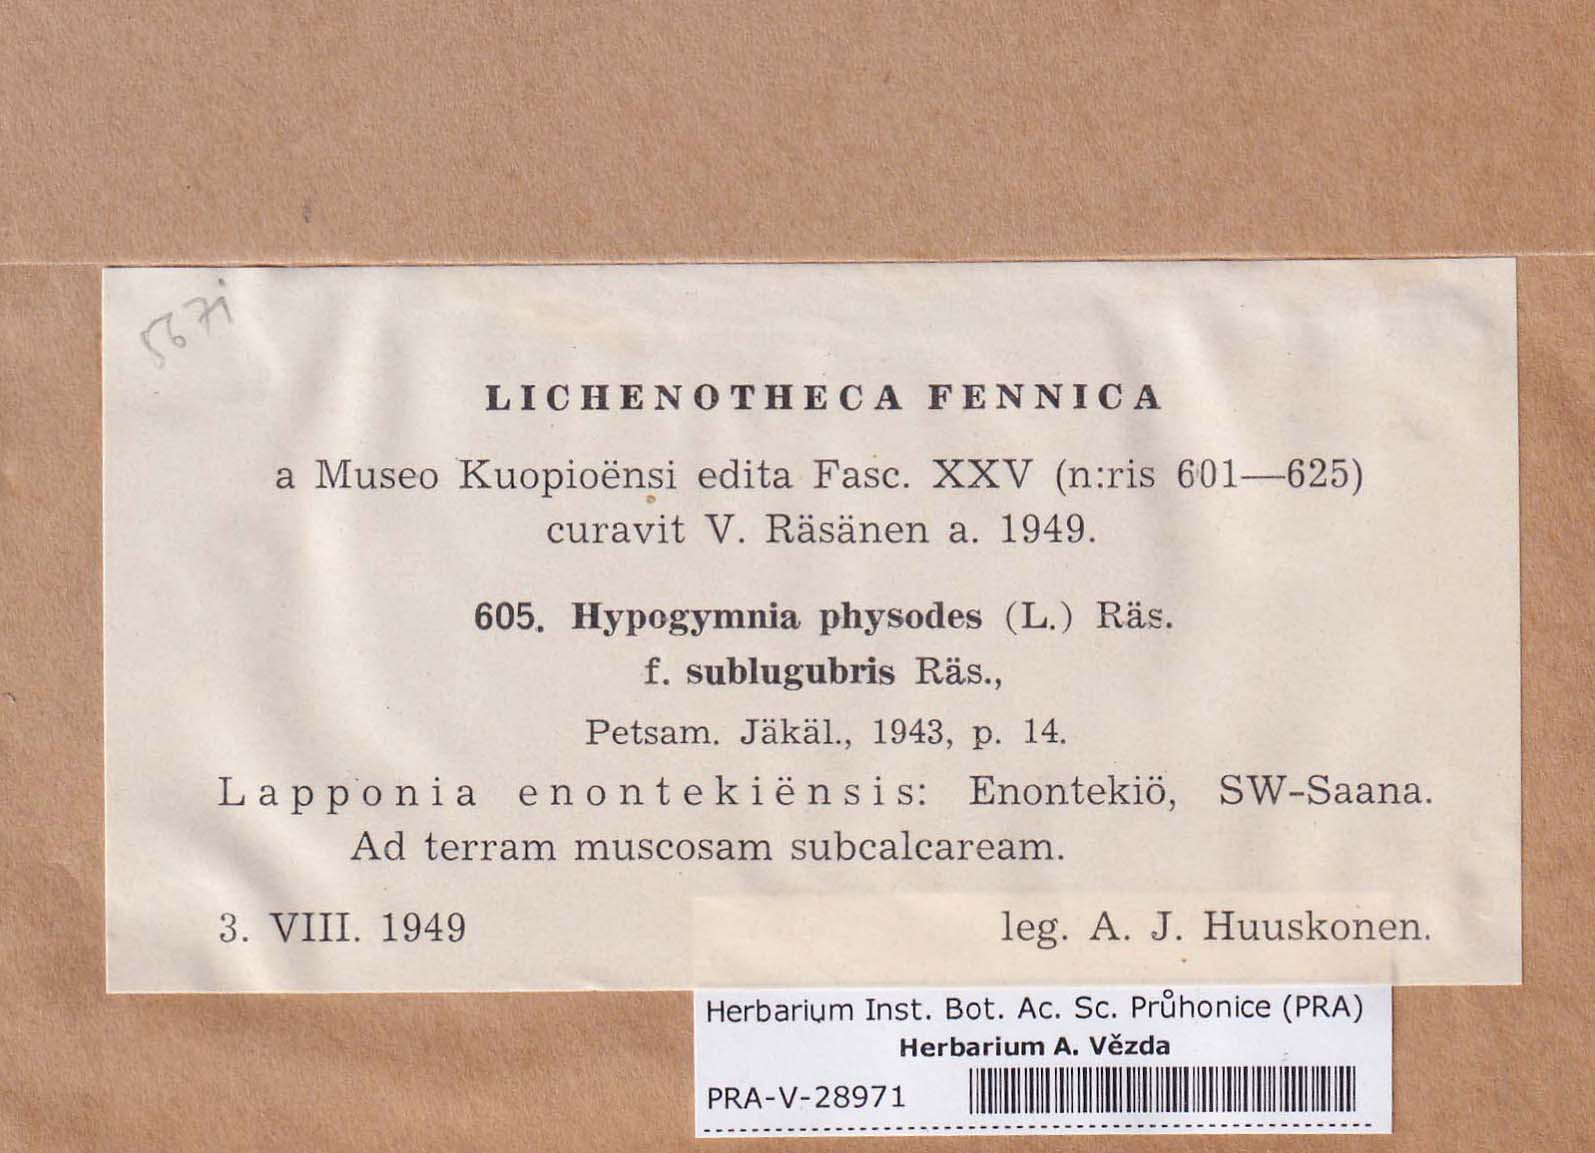 567i
LICHENOTHECA FENNICA
a Museo Kuopioënsi edita Fasc. XXV (n:ris 601—625)
curavit V. Räsänen a. 1949.
605. Hypogymnia physodes (L.) Räs.
f. sublugubris Räs.,
Petsam. Jäkäl., 1943, p. 14.
Lapponia enontekiënsis: Enontekiö, SW-Saana.
Ad terram muscosam subcalcaream.
3. VIII. 1949 leg. A. J. Huuskonen.
Herbarium Inst. Bot. Ac. Sc. Průhonice (PRA)
Herbarium A. Vězda
PRA-V-28971